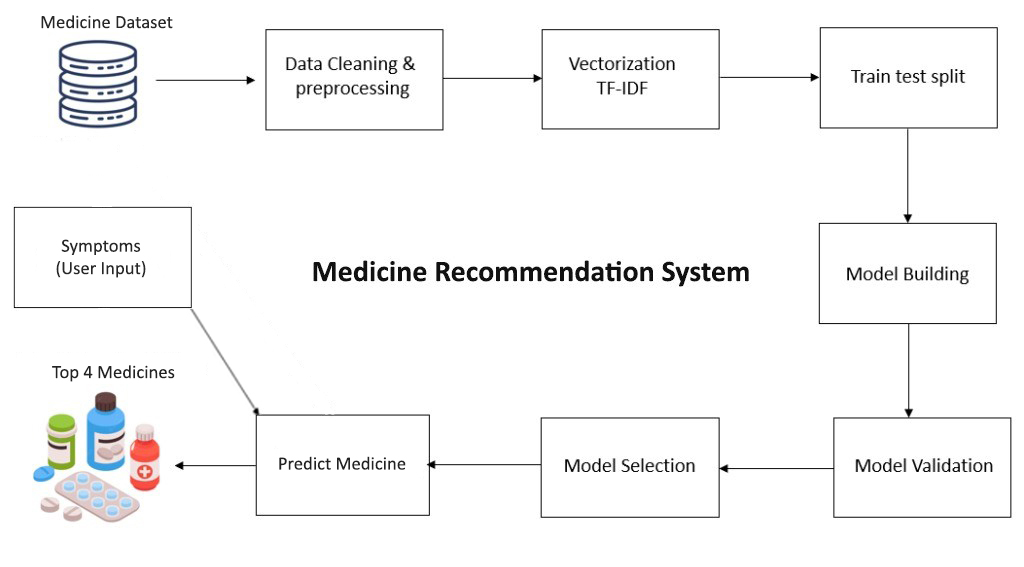 Medicine Dataset
Data Cleaning &
preprocessing
Vectorization
TF-IDF
Train test split
Symptoms
(User Input)
Medicine Recommendation System
Model Building
Top 4 Medicines
Predict Medicine
Model Selection
Model Validation